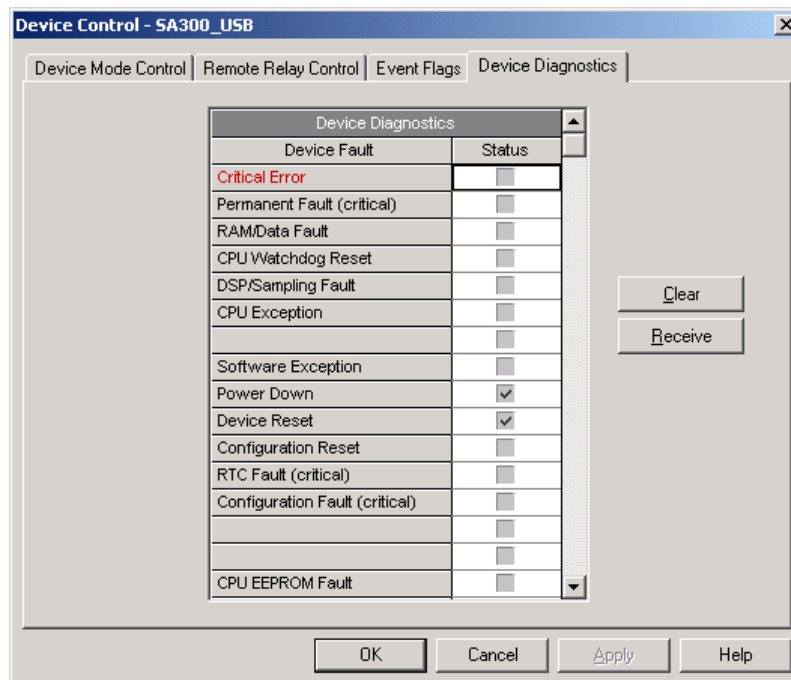 Device Control - SA300_USB
Device Mode Control Remote Relay Control Event Flags Device Diagnostics
Device Diagnostics
Device Fault Status
Critical Error
Permanent Fault (critical)
RAM/Data Fault
CPU Watchdog Reset
DSP/Sampling Fault
Clear
CPU Exception
Receive
Software Exception
Power Down
Device Reset
Configuration Reset
RTC Fault (critical)
Configuration Fault (critical)
CPU EEPROM Fault
OK Cancel Apply Help